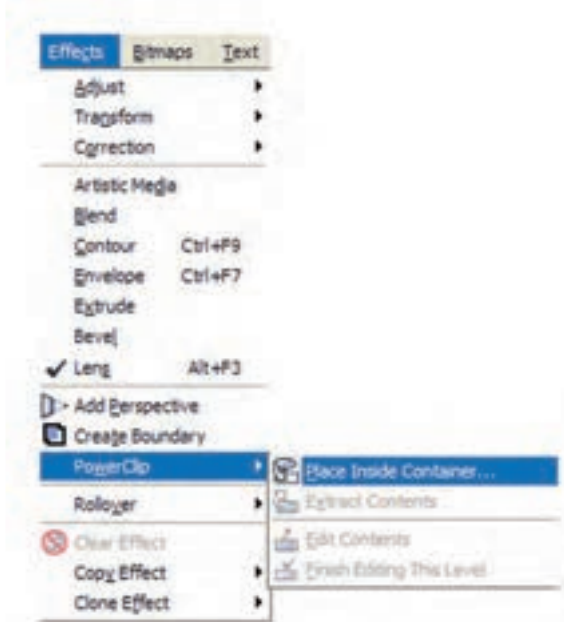 Effects Bitmaps Text
Adjust
Transform
Correction
Artistic Media
Blend
Contour Ctrl+F9
Envelope Ctrl+F7
Extrude
Bevel
Lens Alt+F3
Add Perspective
Create Boundary
PowerClip
Place Inside Container...
Extract Contents
Edit Contents
Finish Editing This Level
Rollover
Clear Effect
Copy Effect
Clone Effect